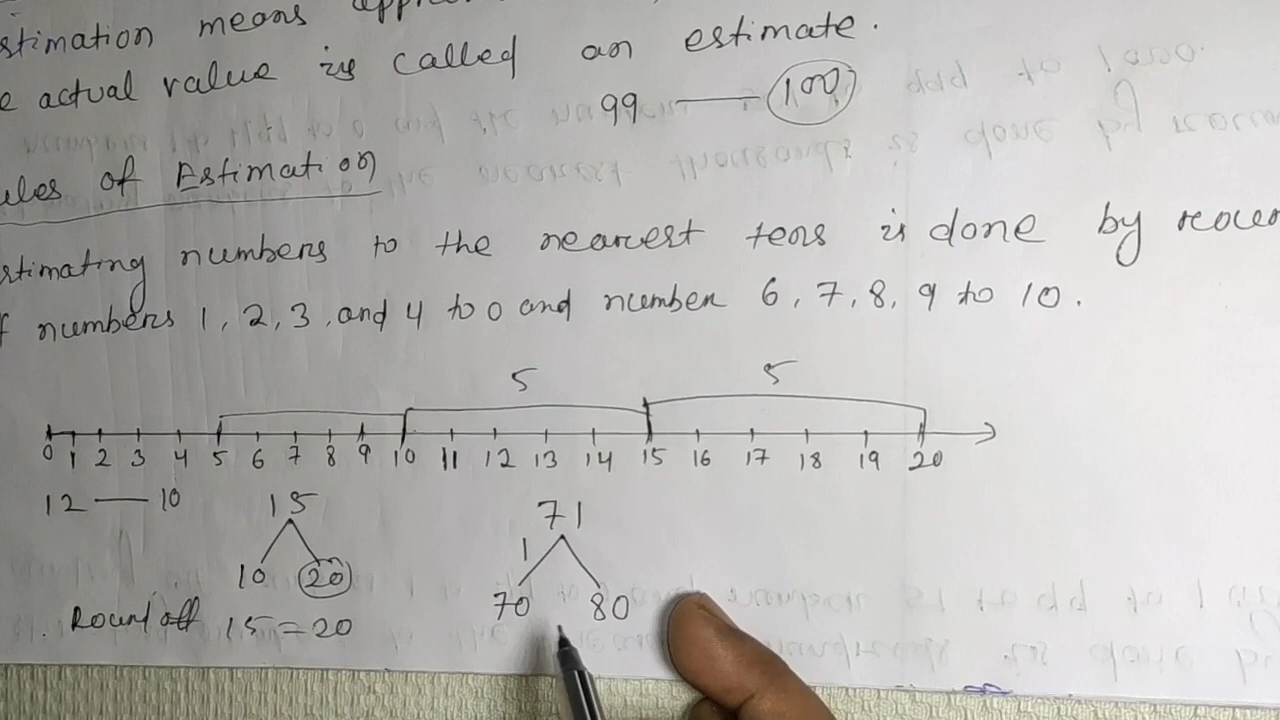 stimation means
e actual value is called an estimate.
99 — 100
ules of Estimation
stimating numbers to the nearest tens is done by
f numbers 1, 2, 3, and 4 to 0 and number 6, 7, 8, 9 to 10.
5 5
0 1 2 3 4 5 6 7 8 9 10 11 12 13 14 15 16 17 18 19 20
12 — 10 15 71
1
10 20 70 80
Round off 15 = 20